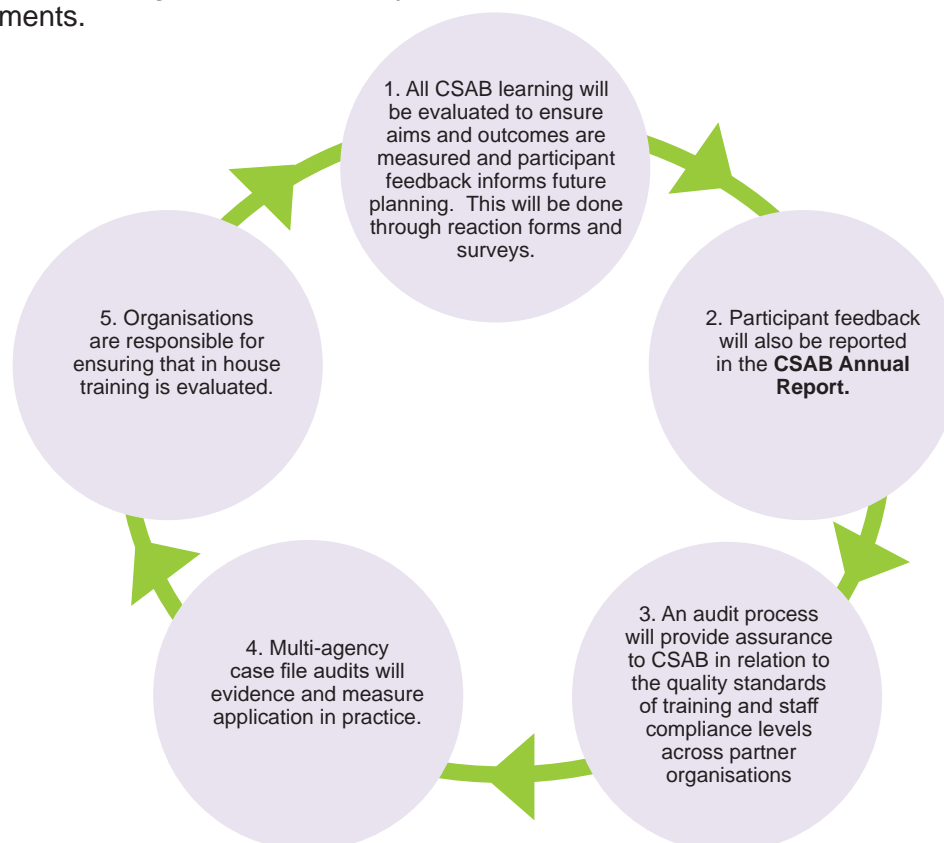 ments.
1. All CSAB learning will
be evaluated to ensure
aims and outcomes are
measured and participant
feedback informs future
planning.  This will be done
through reaction forms and
surveys.
2. Participant feedback
will also be reported
in the CSAB Annual
Report.
3. An audit process
will provide assurance
to CSAB in relation to
the quality standards
of training and staff
compliance levels
across partner
organisations
4. Multi-agency
case file audits will
evidence and measure
application in practice.
5. Organisations
are responsible for
ensuring that in house
training is evaluated.